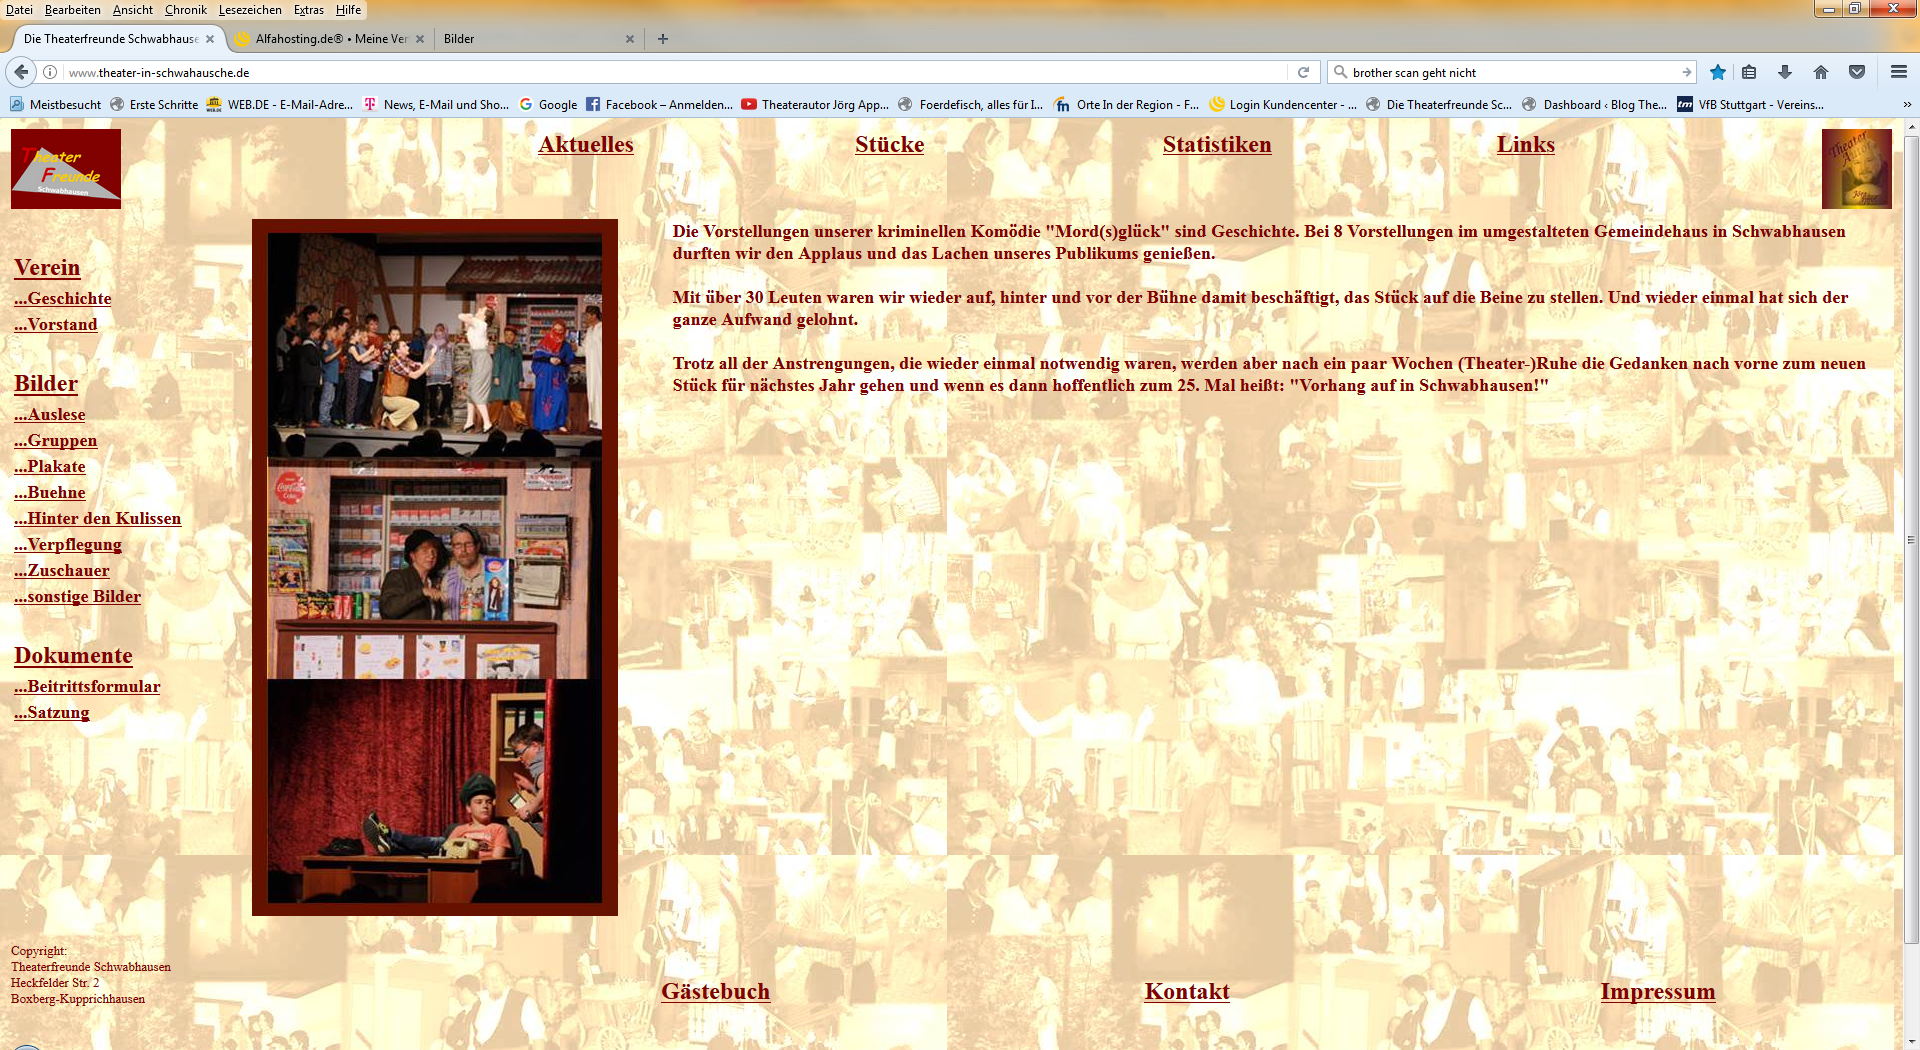 Datei Bearbeiten Ansicht Chronik Lesezeichen Extras Hilfe
Die Theaterfreunde Schwabhause
Alfahosting.de® • Meine Ver
Bilder
www.theater-in-schwahausche.de
brother scan geht nicht
Meistbesucht Erste Schritte WEB.DE - E-Mail-Adre... News, E-Mail und Sho... Google Facebook – Anmelden... Theaterautor Jörg App... Foerdefisch, alles für I... Orte In der Region - F... Login Kundencenter - ... Die Theaterfreunde Sc... Dashboard ‹ Blog The... VfB Stuttgart - Vereins...
Theater
Freunde
Schwabhausen
Aktuelles Stücke Statistiken Links
Theater
Verein
...Geschichte
...Vorstand
Bilder
...Auslese
...Gruppen
...Plakate
...Buehne
...Hinter den Kulissen
...Verpflegung
...Zuschauer
...sonstige Bilder
Dokumente
...Beitrittsformular
...Satzung
Die Vorstellungen unserer kriminellen Komödie "Mord(s)glück" sind Geschichte. Bei 8 Vorstellungen im umgestalteten Gemeindehaus in Schwabhausen
durften wir den Applaus und das Lachen unseres Publikums genießen.
Mit über 30 Leuten waren wir wieder auf, hinter und vor der Bühne damit beschäftigt, das Stück auf die Beine zu stellen. Und wieder einmal hat sich der
ganze Aufwand gelohnt.
Trotz all der Anstrengungen, die wieder einmal notwendig waren, werden aber nach ein paar Wochen (Theater-)Ruhe die Gedanken nach vorne zum neuen
Stück für nächstes Jahr gehen und wenn es dann hoffentlich zum 25. Mal heißt: "Vorhang auf in Schwabhausen!"
Copyright:
Theaterfreunde Schwabhausen
Heckfelder Str. 2
Boxberg-Kupprichhausen
Gästebuch Kontakt Impressum